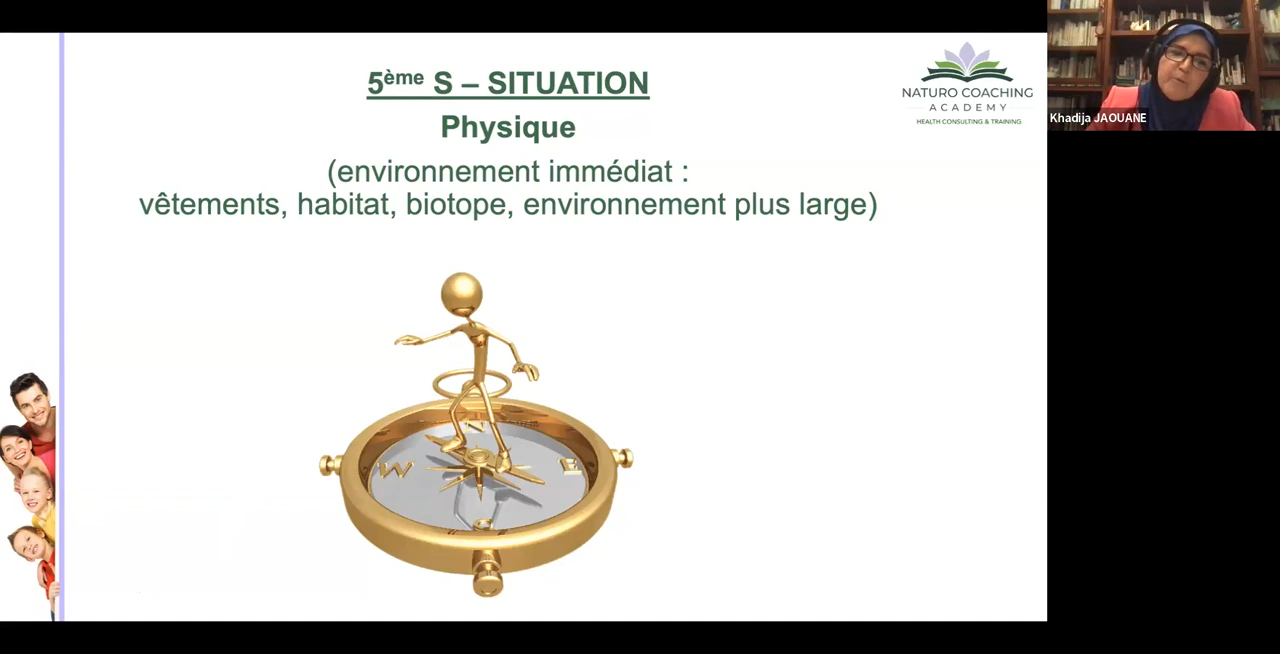 5ème S – SITUATION
Physique
(environnement immédiat :
vêtements, habitat, biotope, environnement plus large)
NATURO COACHING
ACADEMY
HEALTH CONSULTING & TRAINING
Khadija JAOUANE
N
W
E
S